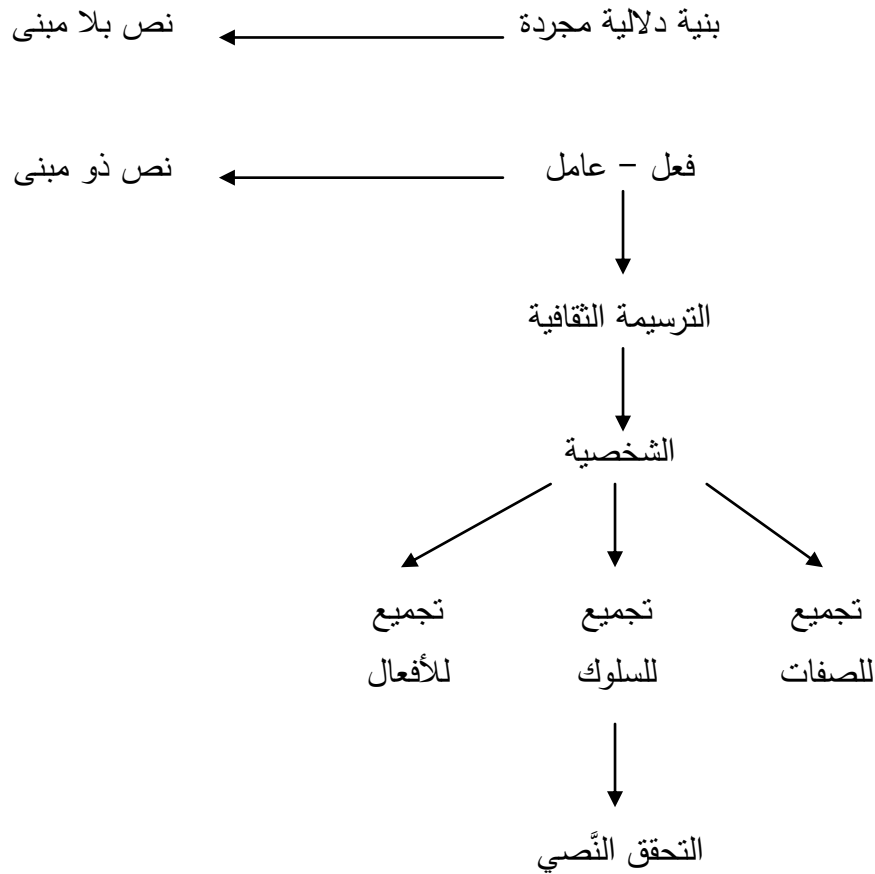 بنية دلالية مجردة
نص بلا مبنى
فعل – عامل
نص ذو مبنى
الترسيمة الثقافية
الشخصية
تجميع
للصفات
تجميع
للسلوك
تجميع
للأفعال
التحقق النَّصي